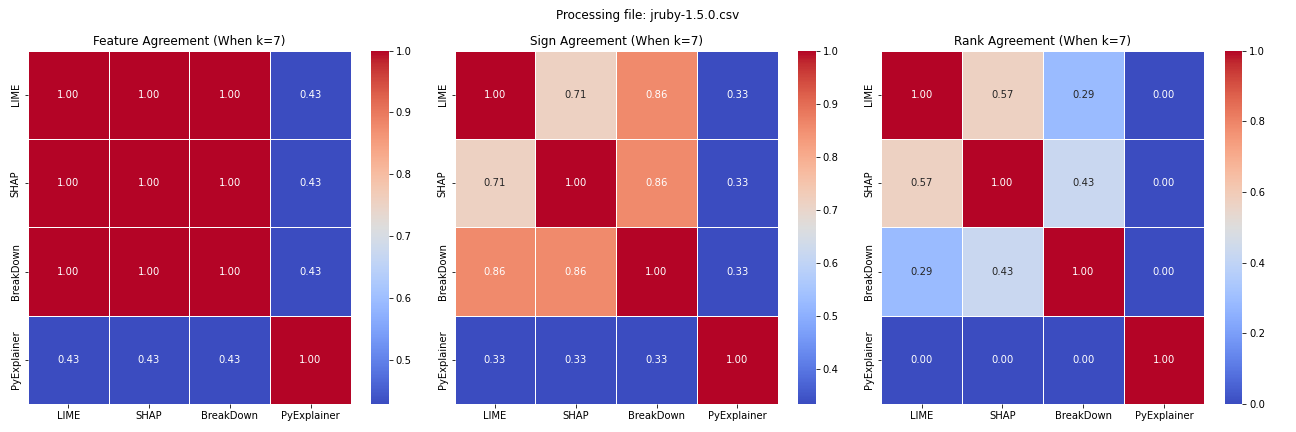 Processing file: jruby-1.5.0.csv
Feature Agreement (When k=7)
LIME
SHAP
BreakDown
PyExplainer
1.00 1.00 1.00 0.43
1.00 1.00 1.00 0.43
1.00 1.00 1.00 0.43
0.43 0.43 0.43 1.00
LIME SHAP BreakDown PyExplainer
1.0
0.9
0.8
0.7
0.6
0.5
Sign Agreement (When k=7)
LIME
SHAP
BreakDown
PyExplainer
1.00 0.71 0.86 0.33
0.71 1.00 0.86 0.33
0.86 0.86 1.00 0.33
0.33 0.33 0.33 1.00
LIME SHAP BreakDown PyExplainer
1.0
0.9
0.8
0.7
0.6
0.5
0.4
Rank Agreement (When k=7)
LIME
SHAP
BreakDown
PyExplainer
1.00 0.57 0.29 0.00
0.57 1.00 0.43 0.00
0.29 0.43 1.00 0.00
0.00 0.00 0.00 1.00
LIME SHAP BreakDown PyExplainer
1.0
0.8
0.6
0.4
0.2
0.0